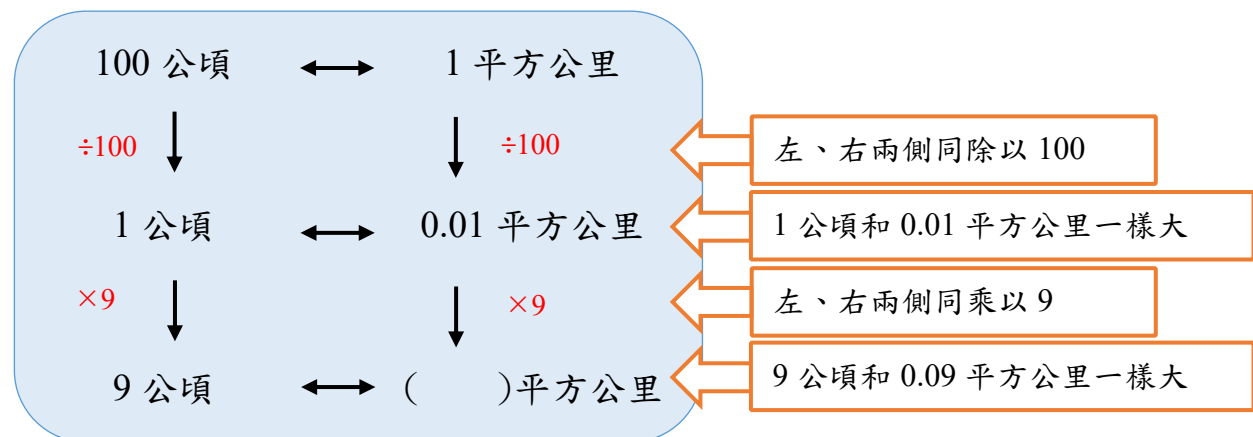 100 公頃 1 平方公里
÷100 ÷100 左、右兩側同除以 100
1 公頃 0.01 平方公里 1 公頃和 0.01 平方公里一樣大
×9 ×9 左、右兩側同乘以 9
9 公頃 ( )平方公里 9 公頃和 0.09 平方公里一樣大